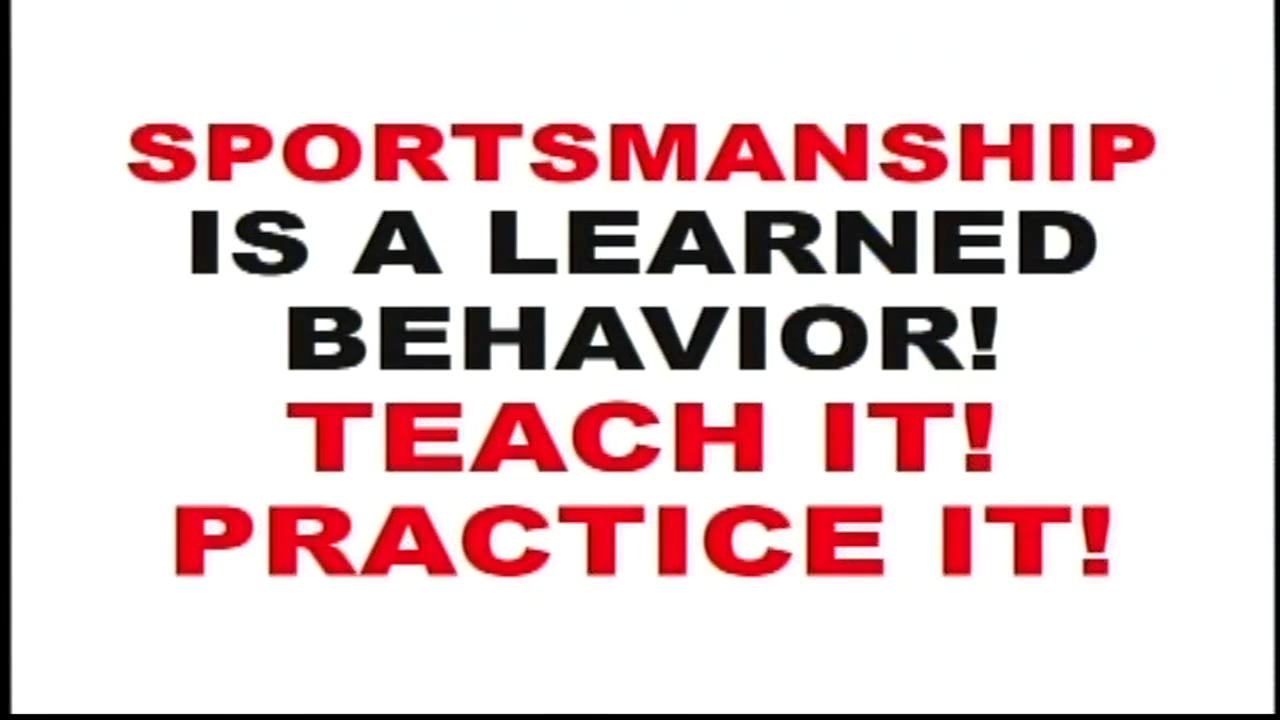 SPORTSMANSHIP
IS A LEARNED
BEHAVIOR!
TEACH IT!
PRACTICE IT!